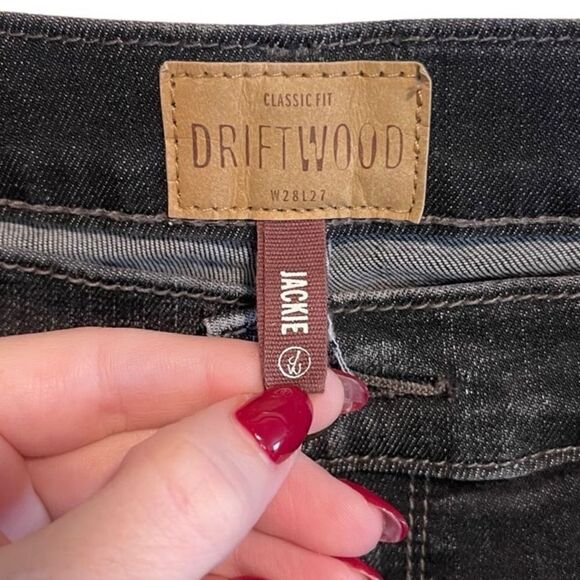 CLASSIC FIT
DRIFTWOOD
W28L27
JACKIE